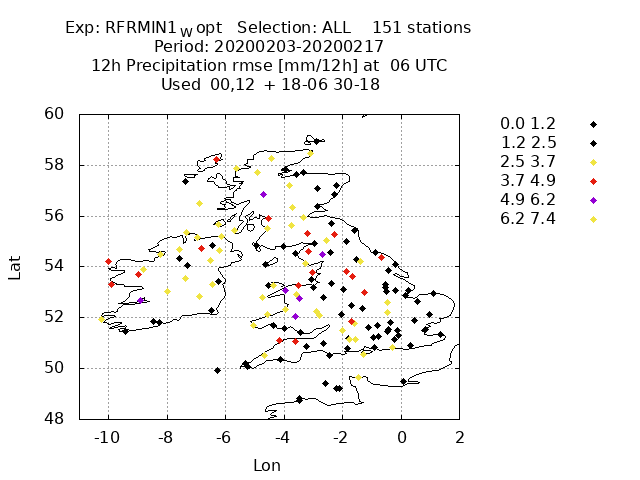 Exp: RFRMIN1wopt Selection: ALL 151 stations
Period: 20200203-20200217
12h Precipitation rmse [mm/12h] at 06 UTC
Used 00,12 + 18-06 30-18
60
58
56
54
52
50
48
Lat
-10 -8 -6 -4 -2 0 2
Lon
0.0 1.2
1.2 2.5
2.5 3.7
3.7 4.9
4.9 6.2
6.2 7.4